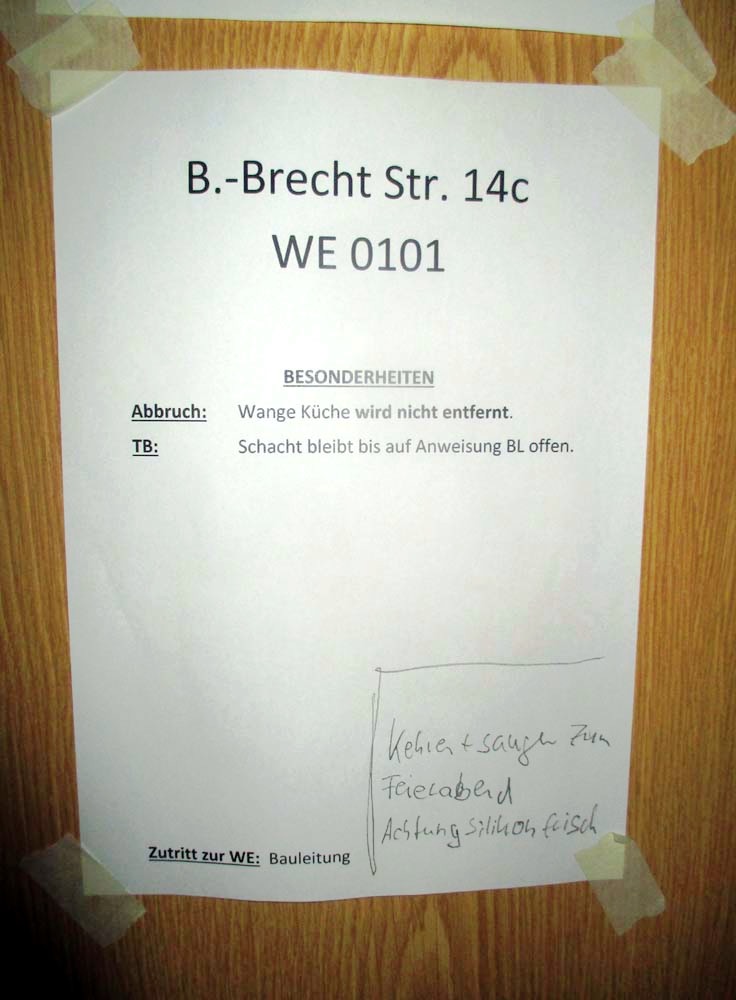 B.-Brecht Str. 14c
WE 0101
BESONDERHEITEN
Abbruch: Wange Küche wird nicht entfernt.
TB: Schacht bleibt bis auf Anweisung BL offen.
Kehren + saugen zum
Feierabend
Achtung Silikon frisch
Zutritt zur WE: Bauleitung